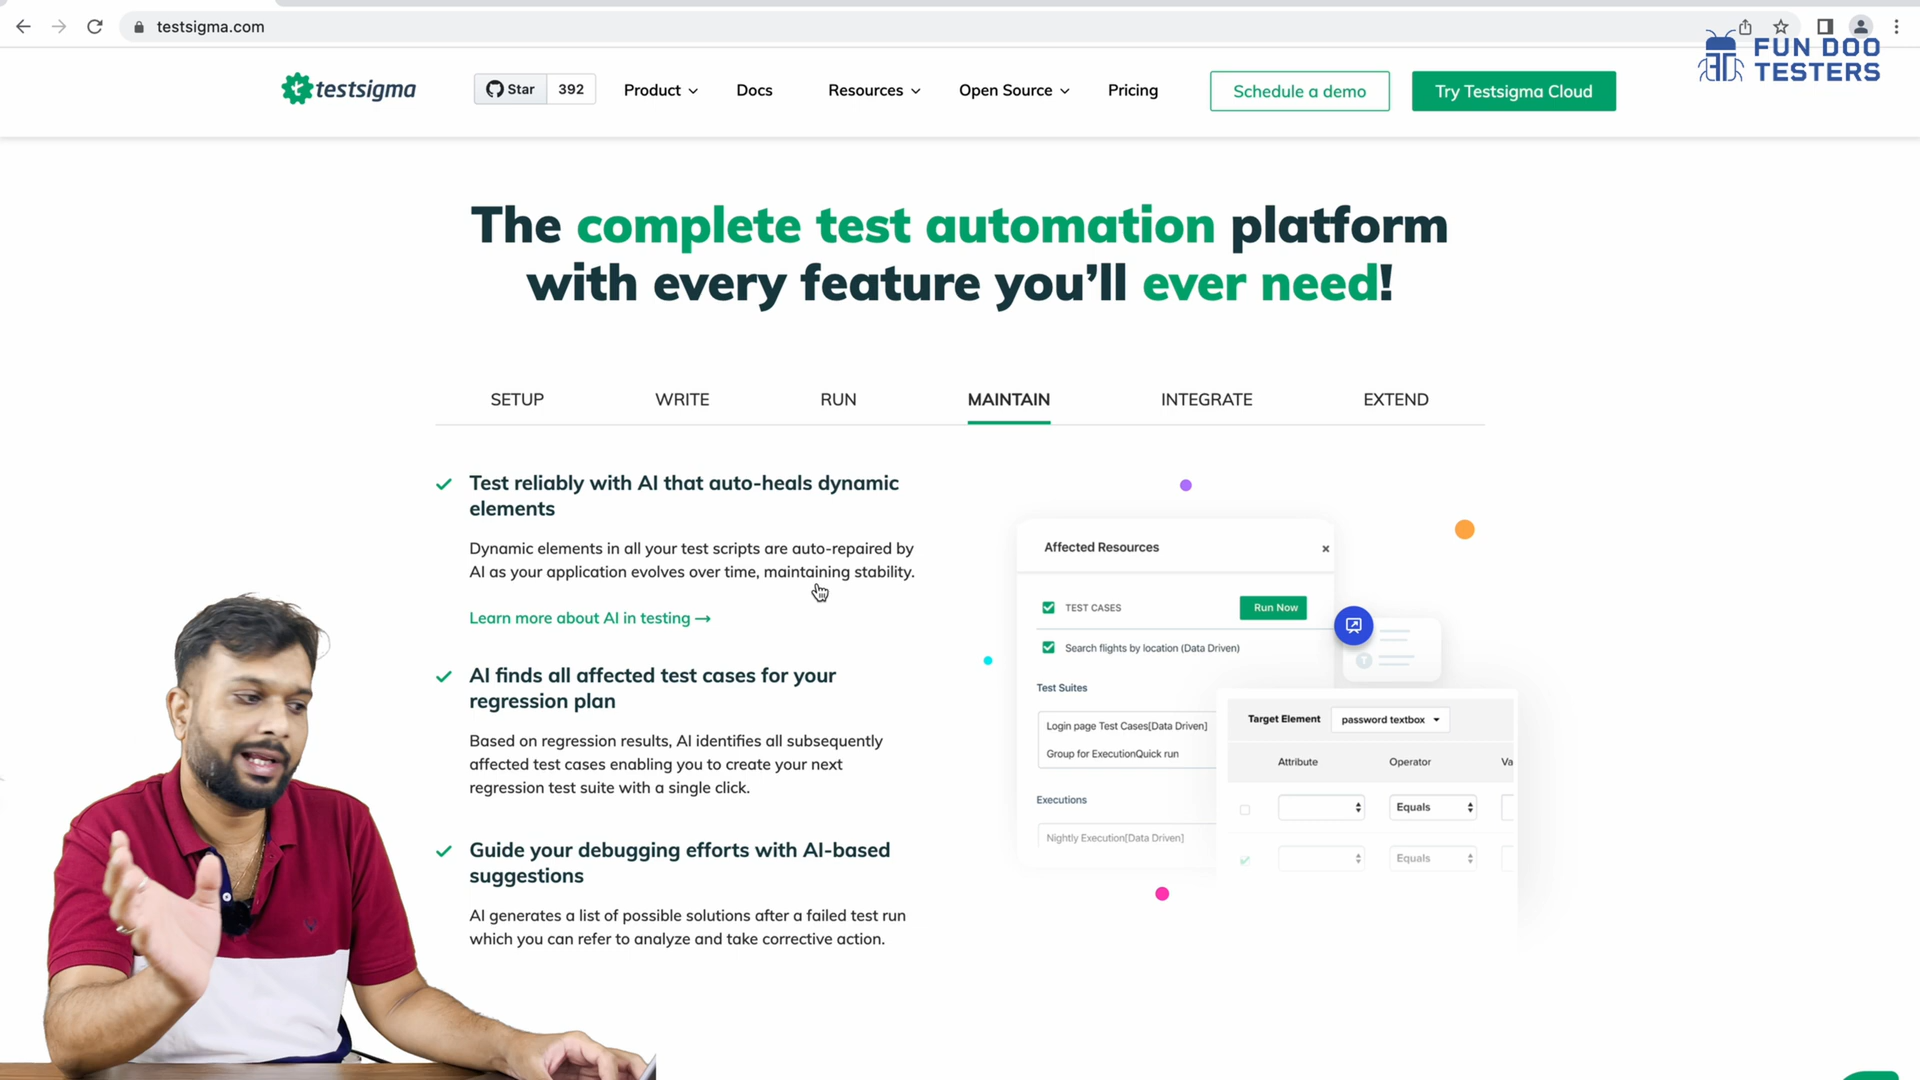 testsigma.com
FUN DOO
TESTERS
testsigma
Star 392
Product
Docs
Resources
Open Source
Pricing
Schedule a demo
Try Testsigma Cloud
The complete test automation platform
with every feature you'll ever need!
SETUP
WRITE
RUN
MAINTAIN
INTEGRATE
EXTEND
Test reliably with AI that auto-heals dynamic
elements
Dynamic elements in all your test scripts are auto-repaired by
AI as your application evolves over time, maintaining stability.
Learn more about AI in testing →
AI finds all affected test cases for your
regression plan
Based on regression results, AI identifies all subsequently
affected test cases enabling you to create your next
regression test suite with a single click.
Guide your debugging efforts with AI-based
suggestions
AI generates a list of possible solutions after a failed test run
which you can refer to analyze and take corrective action.
Affected Resources
TEST CASES
Run Now
Search flights by location (Data Driven)
Test Suites
Login page Test Cases[Data Driven]
Group for ExecutionQuick run
Executions
Nightly Execution[Data Driven]
T
Target Element
password textbox
Attribute
Operator
Va
Equals
Equals